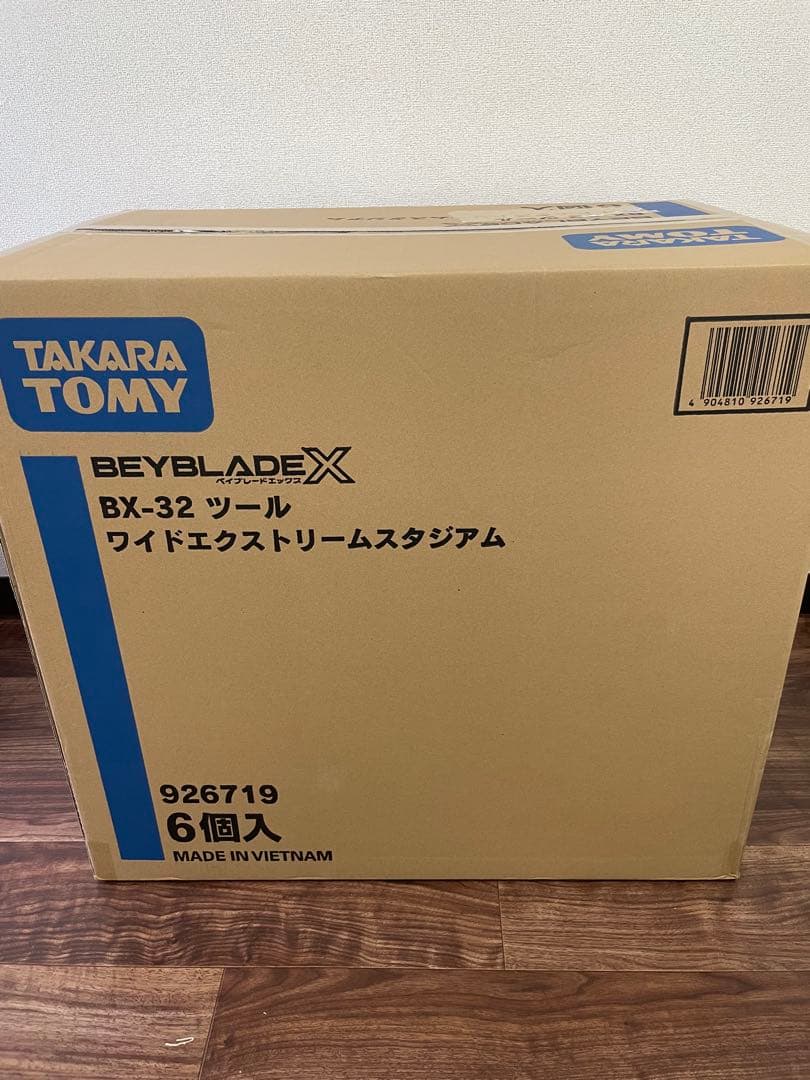 TAKARA
TOMY
TAKARA
TOMY
4 904810 926719
BEYBLADE X
ベイブレードエックス
BX-32 ツール
ワイドエクストリームスタジアム
926719
6個入
MADE IN VIETNAM